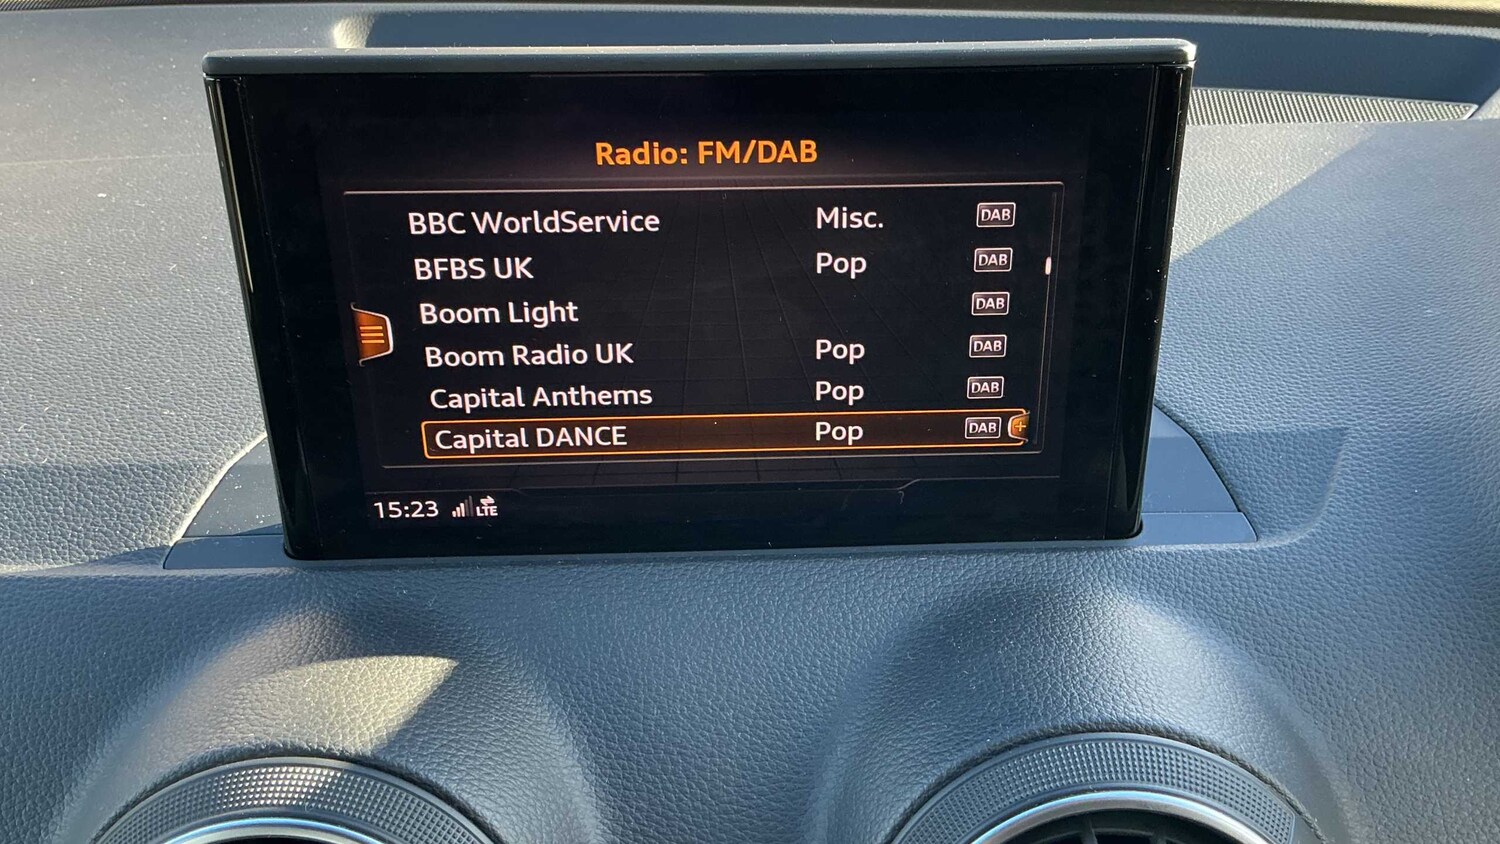 Radio: FM/DAB
BBC WorldService Misc. DAB
BFBS UK Pop DAB
Boom Light DAB
Boom Radio UK Pop DAB
Capital Anthems Pop DAB
Capital DANCE Pop DAB +
15:23 LTE